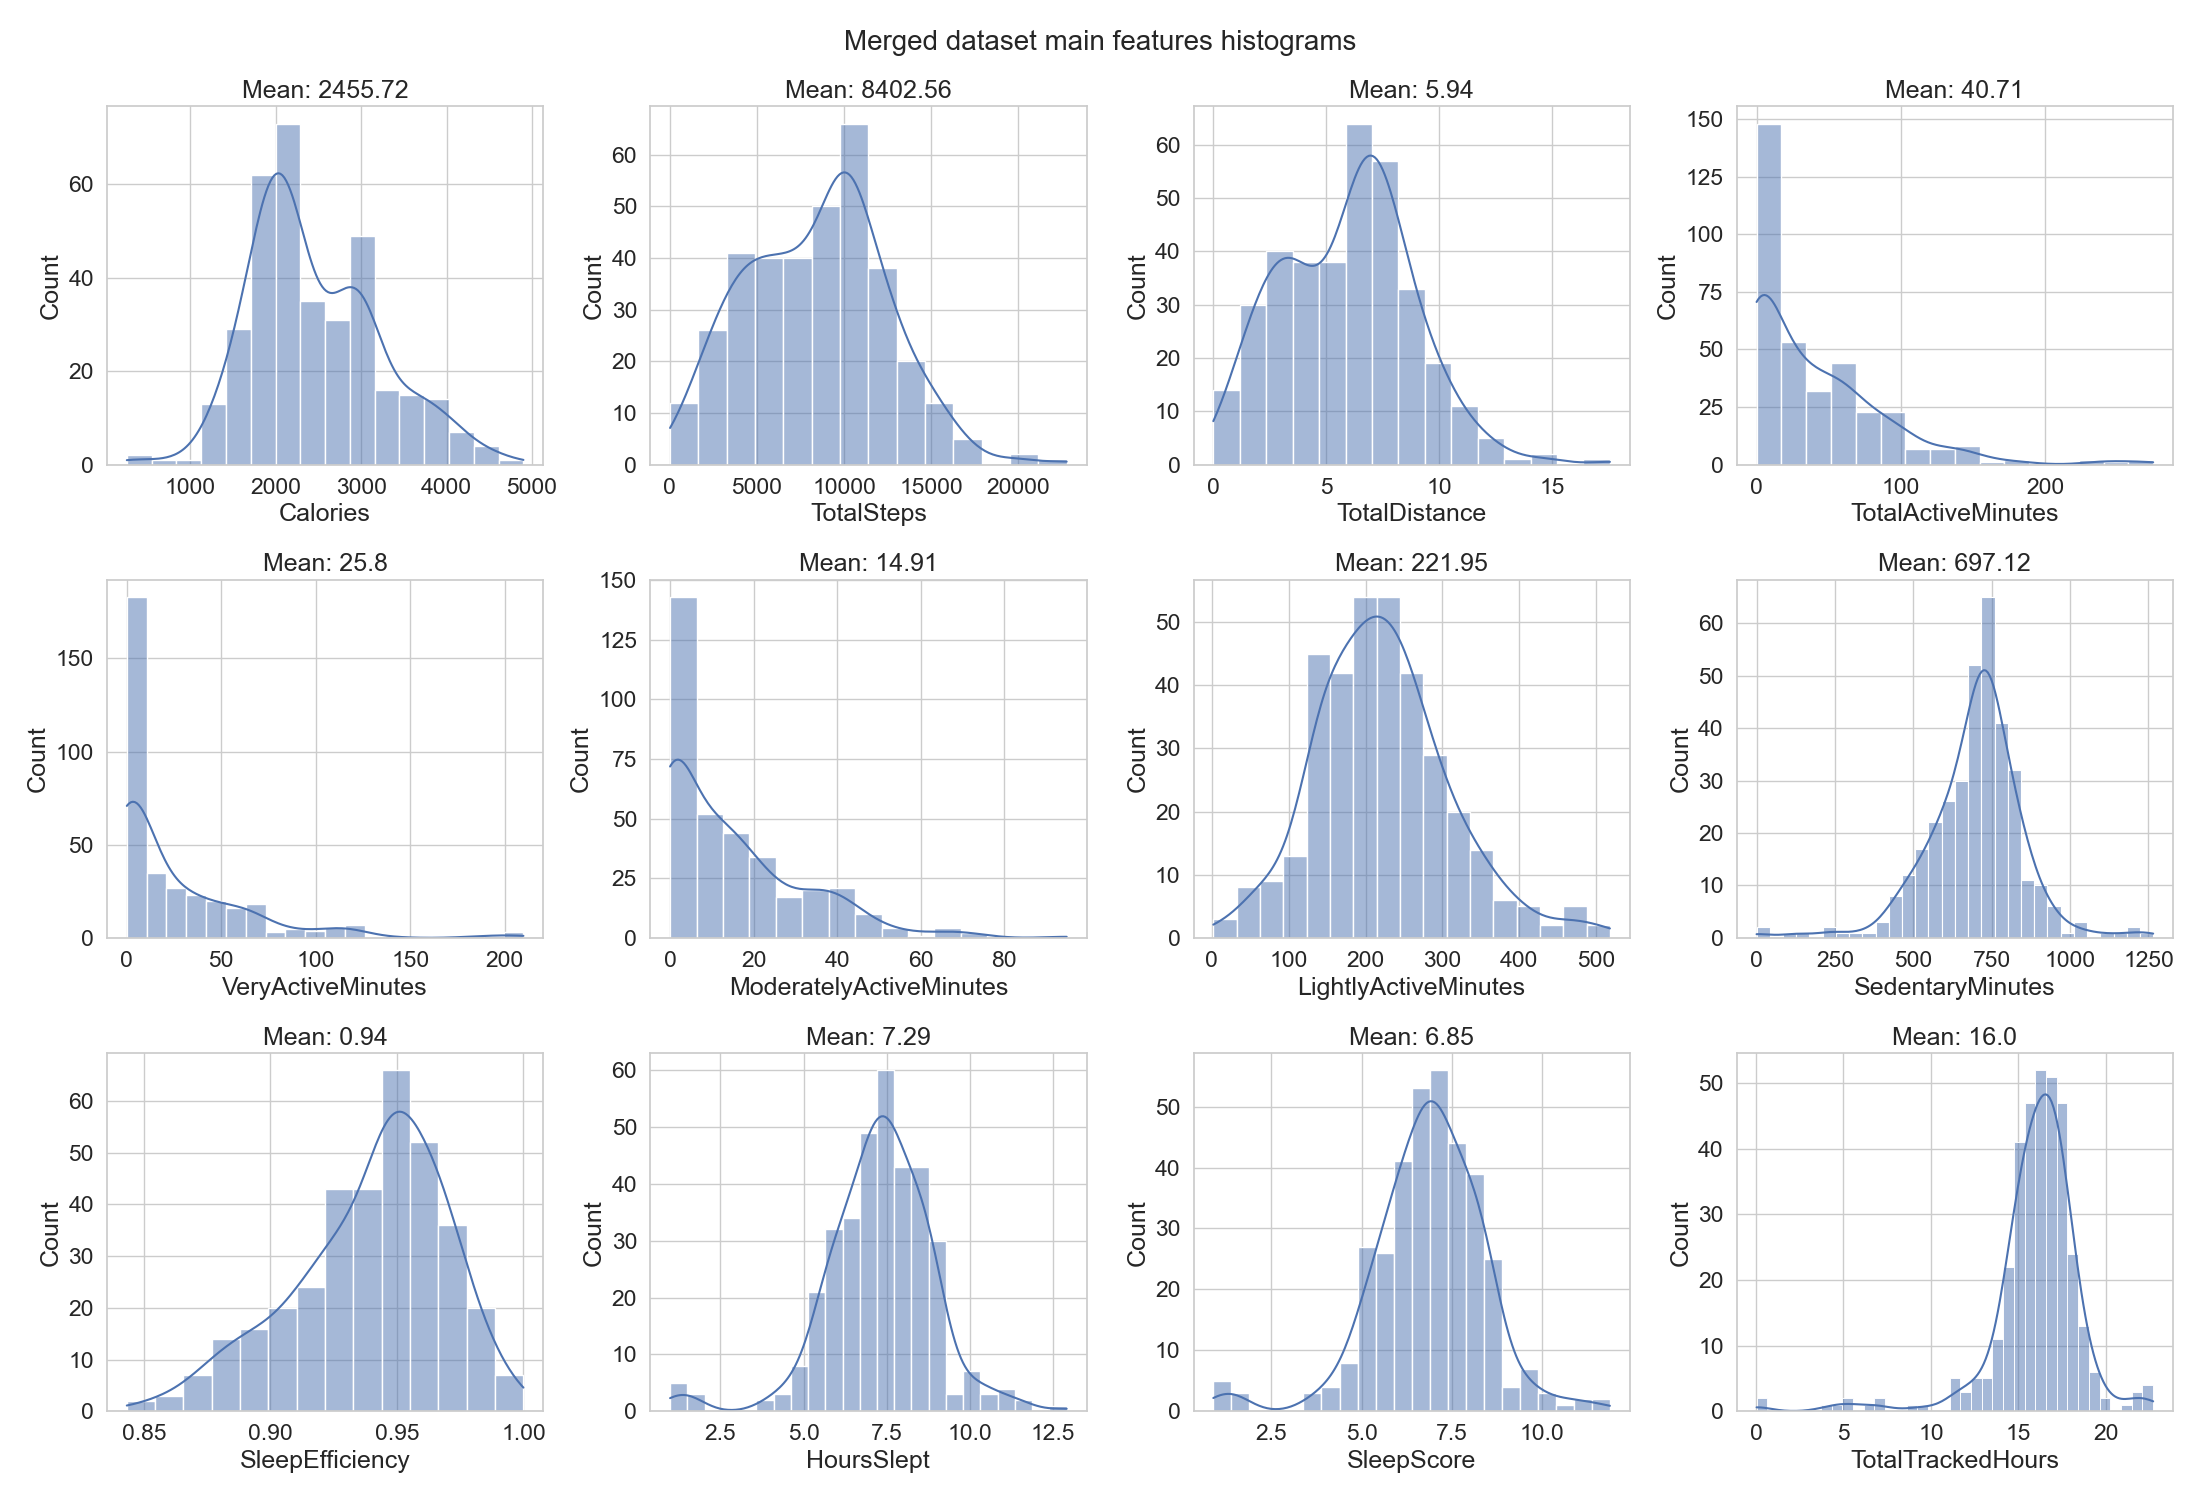 Merged dataset main features histograms
Mean: 2455.72
Mean: 8402.56
Mean: 5.94
Mean: 40.71
Count
60
40
20
0
1000 2000 3000 4000 5000
Calories
Count
60
50
40
30
20
10
0
0 5000 10000 15000 20000
TotalSteps
Count
60
50
40
30
20
10
0
0 5 10 15
TotalDistance
Count
150
125
100
75
50
25
0
0 100 200
TotalActiveMinutes
Mean: 25.8
Mean: 14.91
Mean: 221.95
Mean: 697.12
Count
150
100
50
0
0 50 100 150 200
VeryActiveMinutes
Count
150
125
100
75
50
25
0
0 20 40 60 80
ModeratelyActiveMinutes
Count
50
40
30
20
10
0
0 100 200 300 400 500
LightlyActiveMinutes
Count
60
50
40
30
20
10
0
0 250 500 750 1000 1250
SedentaryMinutes
Mean: 0.94
Mean: 7.29
Mean: 6.85
Mean: 16.0
Count
60
50
40
30
20
10
0
0.85 0.90 0.95 1.00
SleepEfficiency
Count
60
50
40
30
20
10
0
2.5 5.0 7.5 10.0 12.5
HoursSlept
Count
50
40
30
20
10
0
2.5 5.0 7.5 10.0
SleepScore
Count
50
40
30
20
10
0
0 5 10 15 20
TotalTrackedHours